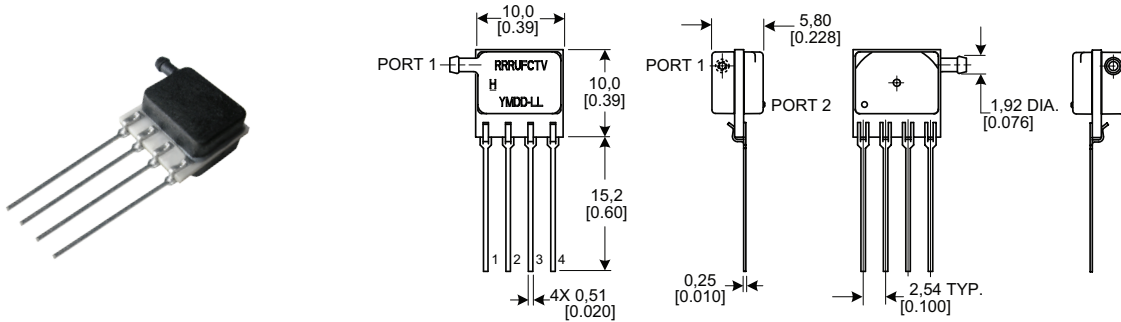 10,0
[0.39]
PORT 1
RRRUFCTV
H
YMDD-LL
10,0
[0.39]
15,2
[0.60]
1 2 3 4
4X 0,51
[0.020]
5,80
[0.228]
PORT 1
PORT 2
0,25
[0.010]
1,92 DIA.
[0.076]
2,54 TYP.
[0.100]